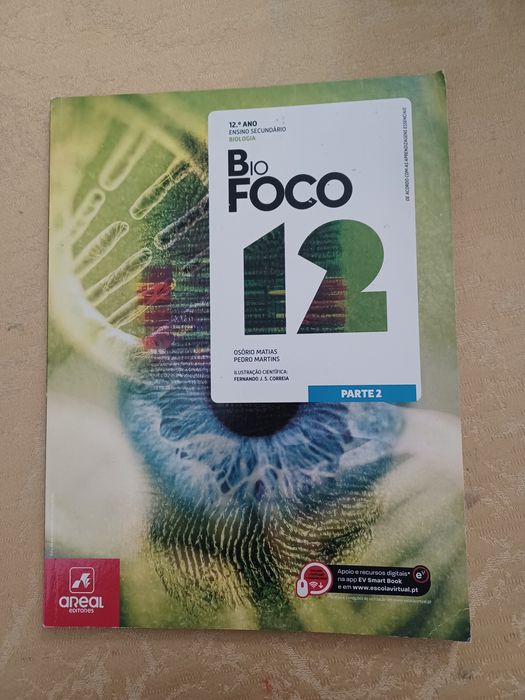 12.º ANO
ENSINO SECUNDÁRIO
BIOLOGIA
BIO
FOCO
12
OSÓRIO MATIAS
PEDRO MARTINS
ILUSTRAÇÃO CIENTÍFICA:
FERNANDO J. S. CORREIA
PARTE 2
DE ACORDO COM AS APRENDIZAGENS ESSENCIAIS
AREAL
EDITORES
Apoio e recursos digitais*
na app EV Smart Book
e em www.escolavirtual.pt
eV